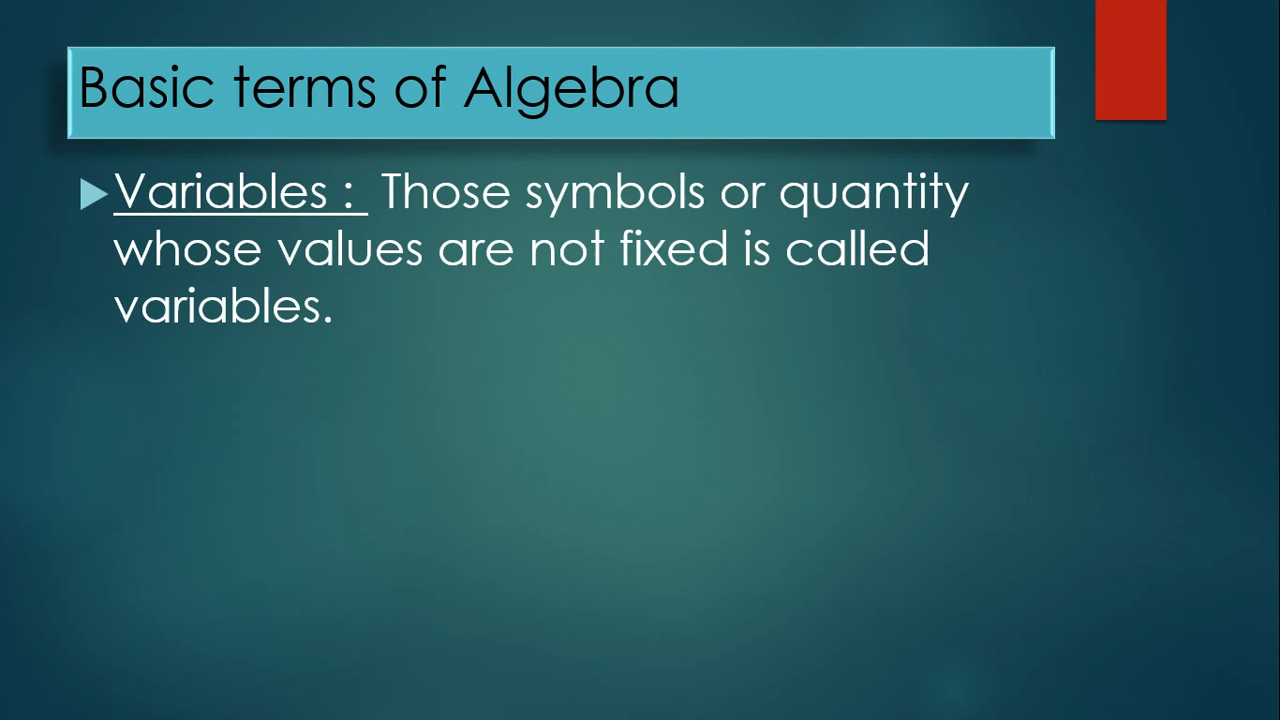 Basic terms of Algebra
Variables : Those symbols or quantity
whose values are not fixed is called
variables.